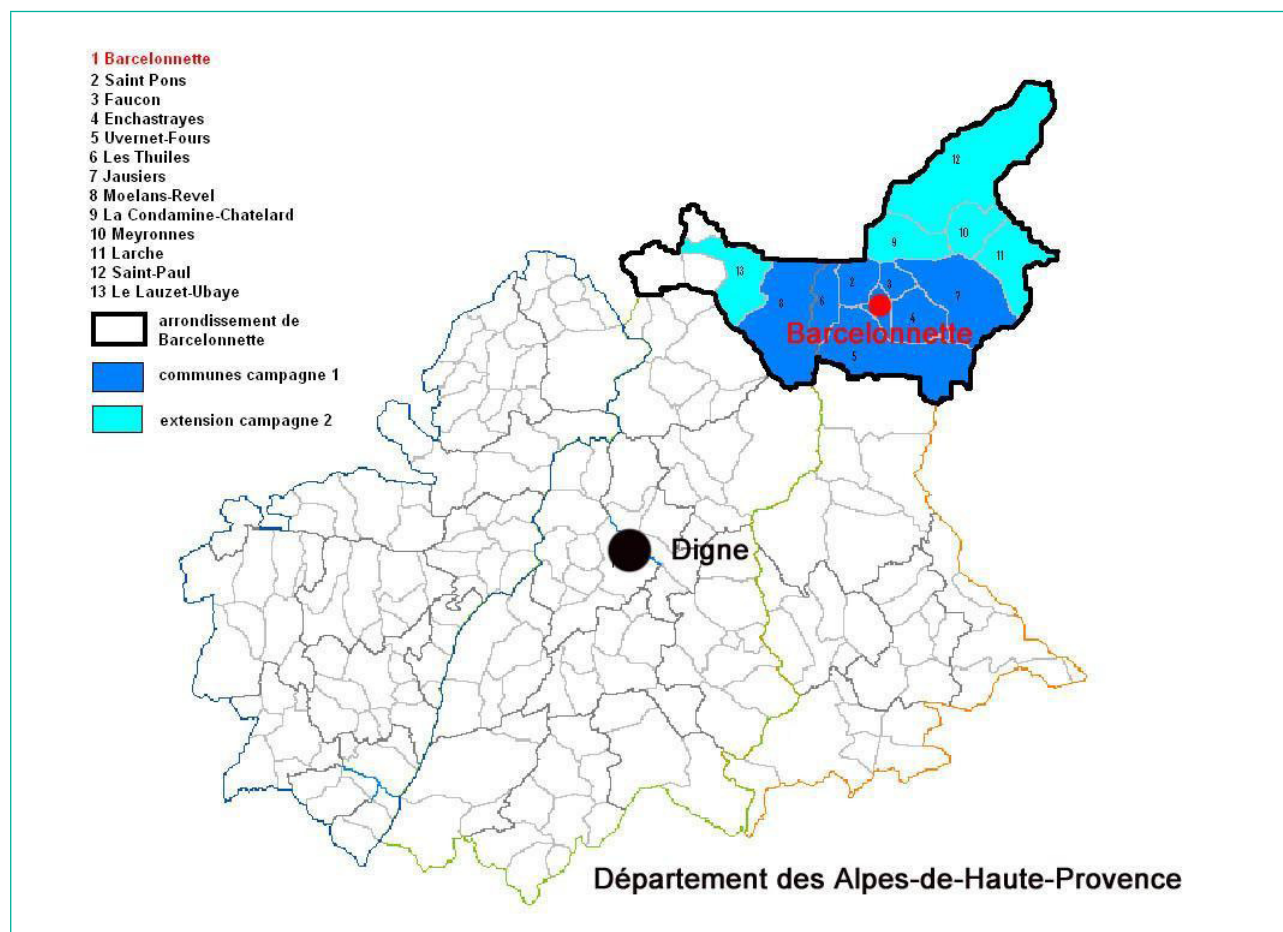 1 Barcelonnette
2 Saint Pons
3 Faucon
4 Enchastrayes
5 Uvernet-Fours
6 Les Thuiles
7 Jausiers
8 Moelans-Revel
9 La Condamine-Chatelard
10 Meyronnes
11 Larche
12 Saint-Paul
13 Le Lauzet-Ubaye
arrondissement de
Barcelonnette
communes campagne 1
extension campagne 2
12
10
9
11
13
2
3
7
8
6
4
Barcelonnette
5
Digne
Département des Alpes-de-Haute-Provence